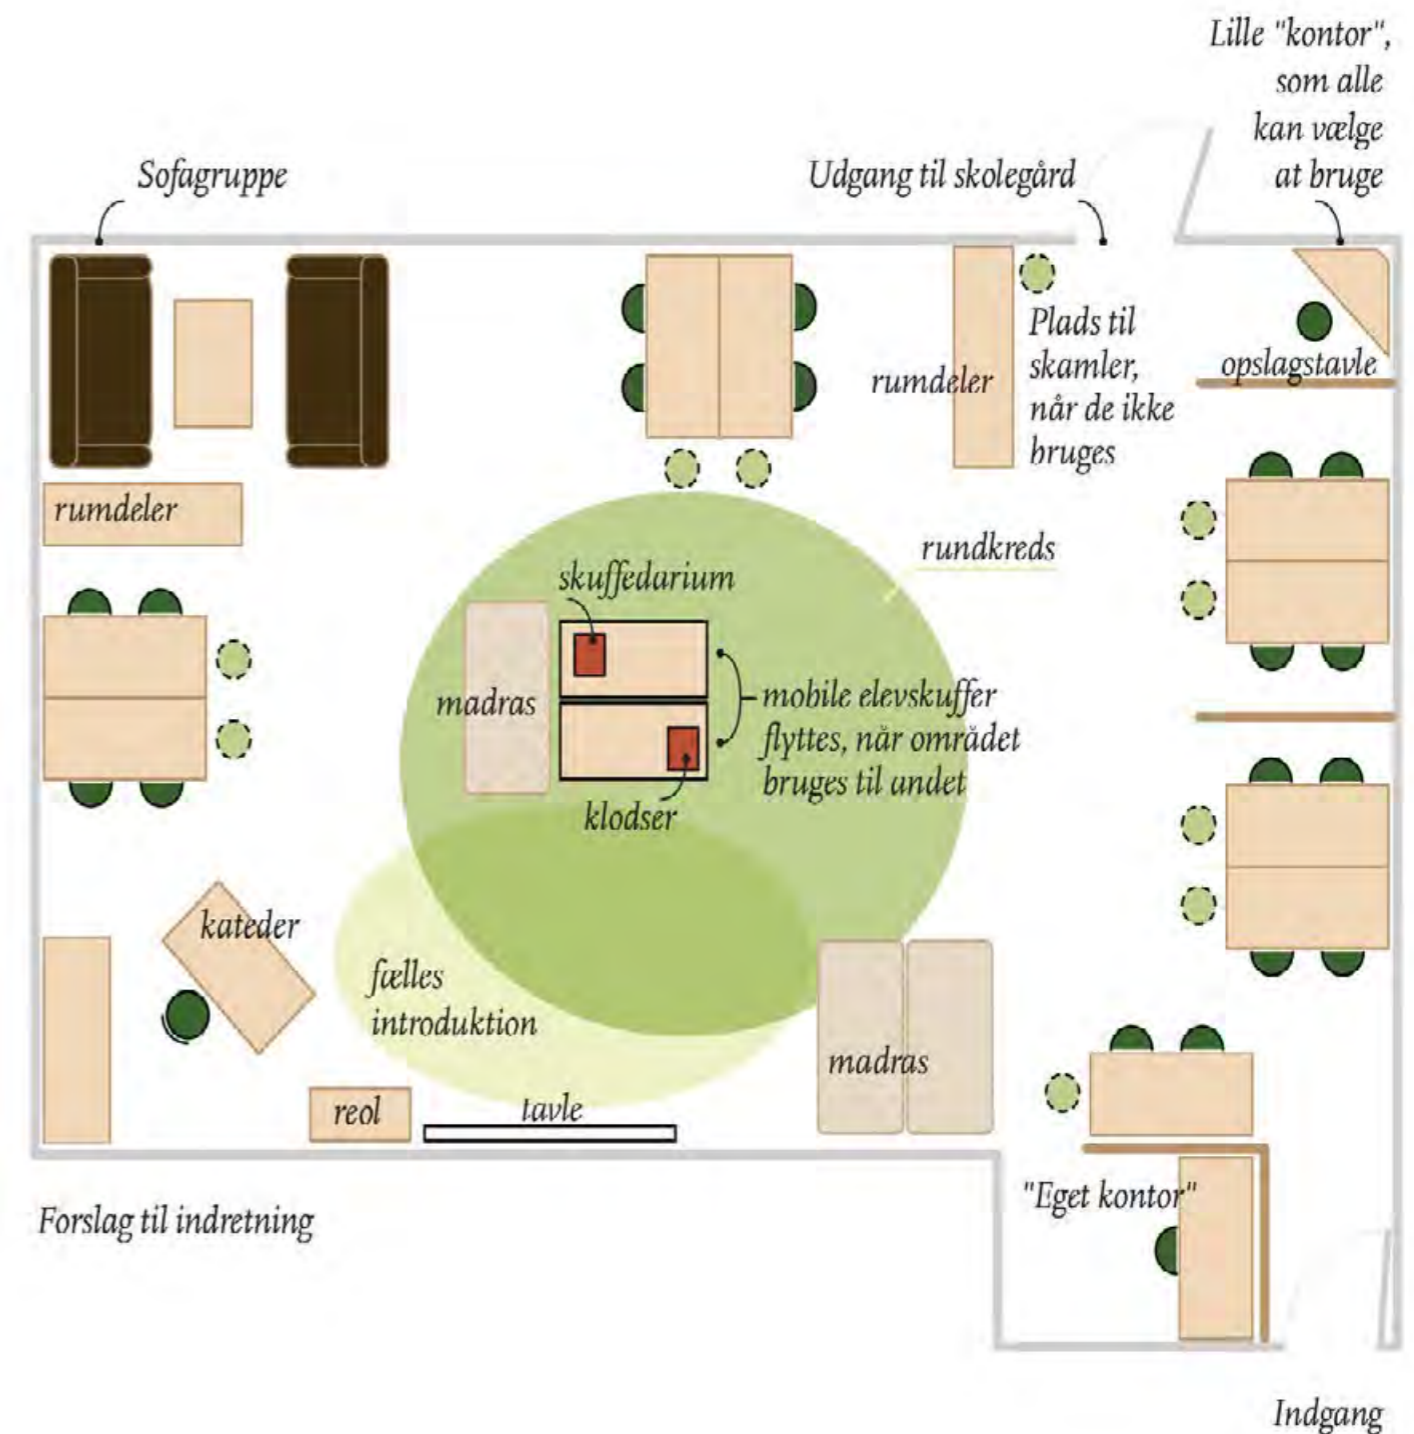 Lille "kontor",
som alle
kan vælge
at bruge
Sofagruppe
Udgang til skolegård
Plads til
skamler,
når de ikke
bruges
rumdeler
opslagstavle
rumdeler
rundkreds
skuffedarium
madras
mobile elevskuffer
flyttes, når området
bruges til andet
klodser
kateder
fælles
introduktion
madras
reol
tavle
"Eget kontor"
Forslag til indretning
Indgang